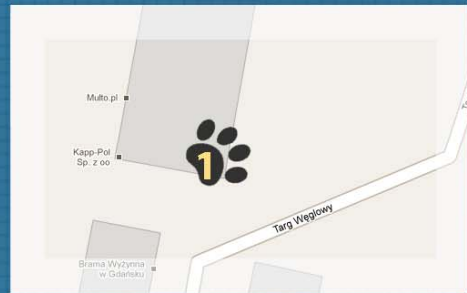 Multo.pl
Kapp-Pol
Sp. z oo
1
Targ Węglowy
Brama Wyżynna
w Gdańsku